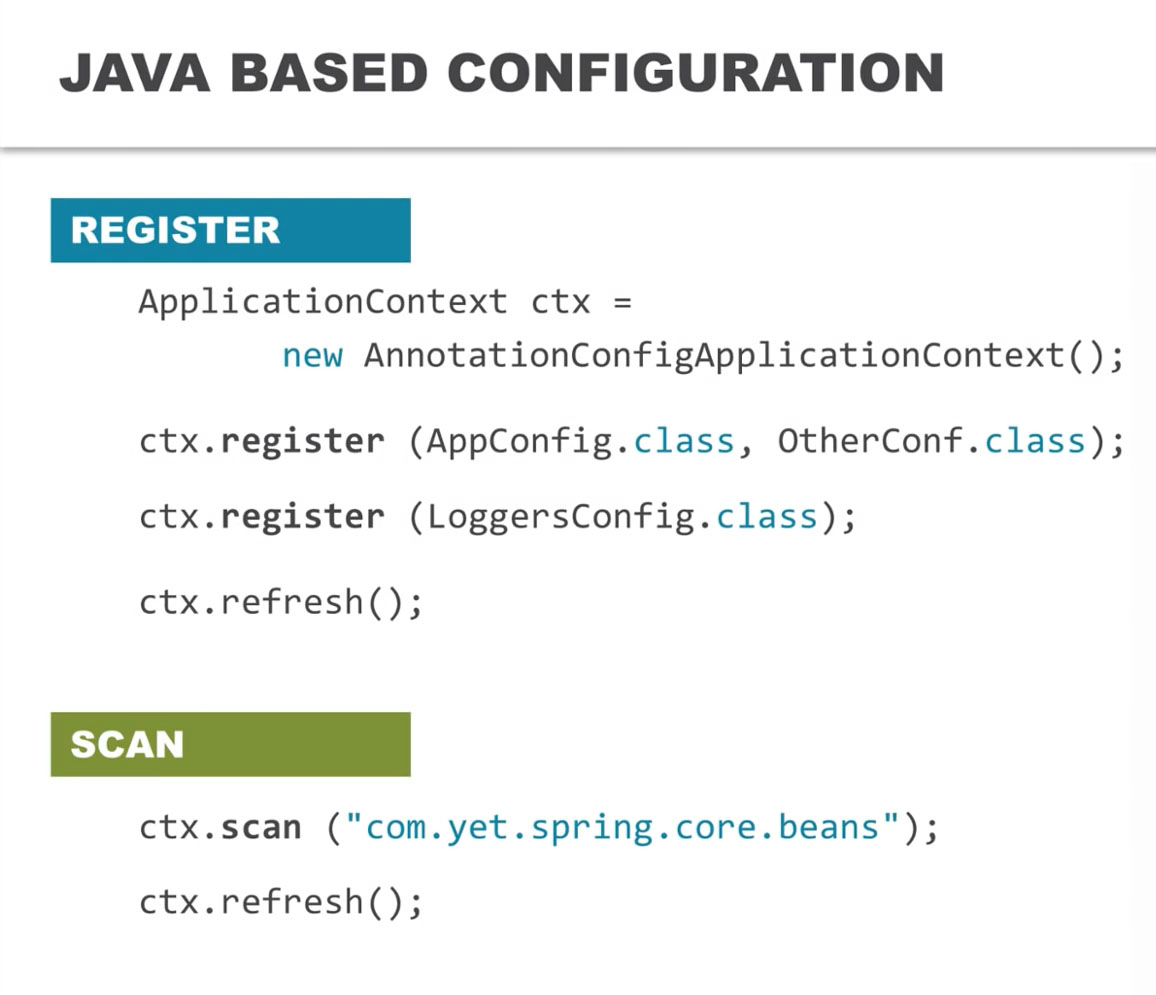 JAVA BASED CONFIGURATION
REGISTER
ApplicationContext ctx =
new AnnotationConfigApplicationContext();
ctx.register (AppConfig.class, OtherConf.class);
ctx.register (LoggersConfig.class);
ctx.refresh();
SCAN
ctx.scan ("com.yet.spring.core.beans");
ctx.refresh();